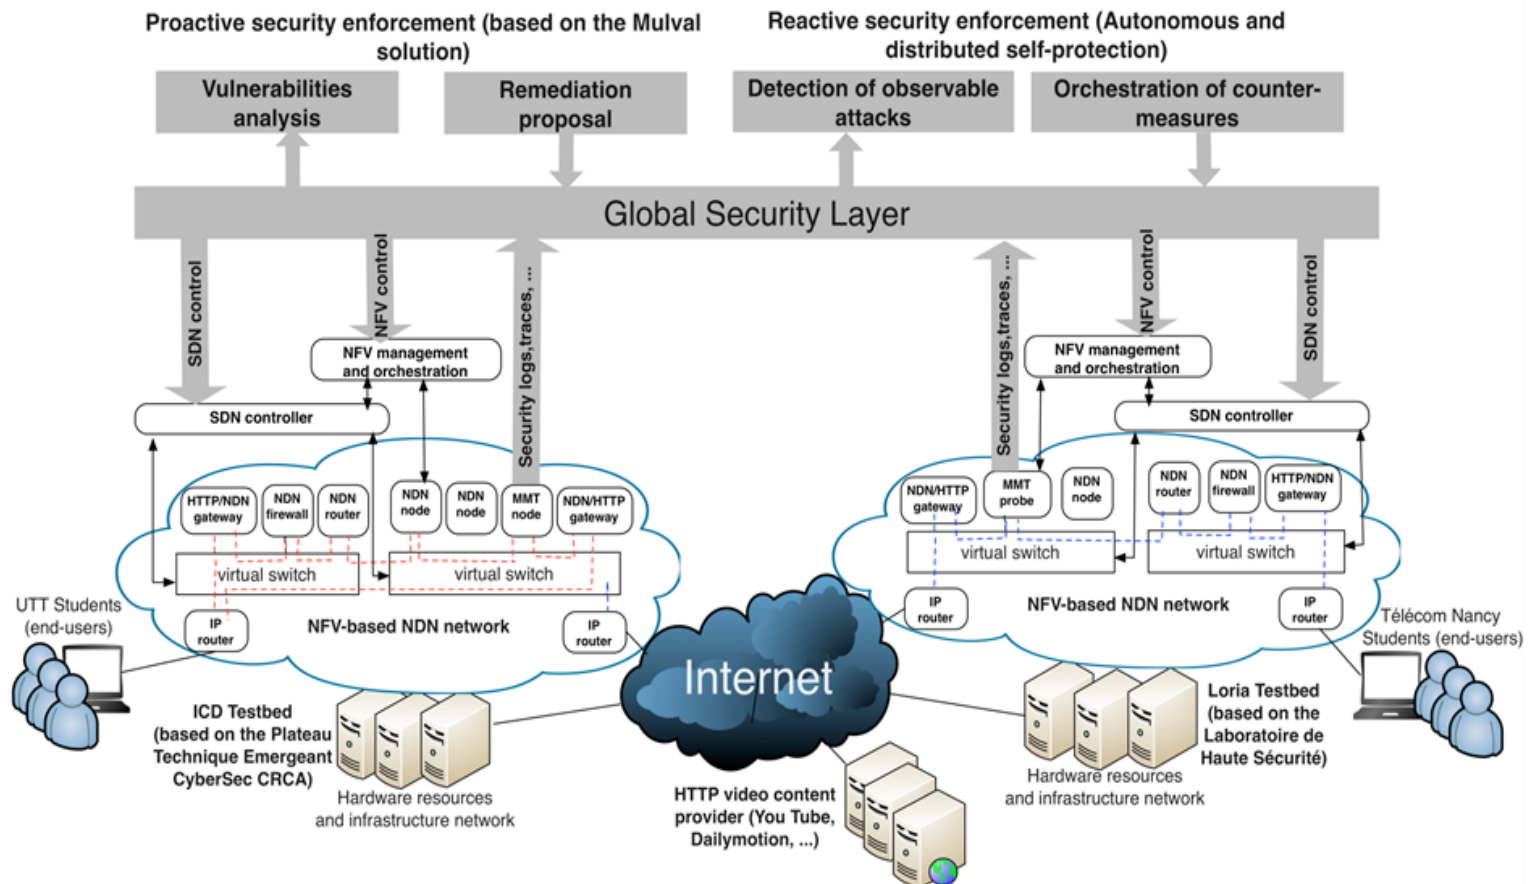 Proactive security enforcement (based on the Mulval
solution)
Reactive security enforcement (Autonomous and
distributed self-protection)
Vulnerabilities
analysis
Remediation
proposal
Detection of observable
attacks
Orchestration of counter-
measures
Global Security Layer
SDN control
NFV control
Security logs,traces, ...
Security logs,traces, ...
NFV control
SDN control
NFV management
and orchestration
SDN controller
NFV management
and orchestration
SDN controller
HTTP/NDN
gateway
NDN
firewall
NDN
router
NDN
node
NDN
node
MMT
node
NDN/HTTP
gateway
virtual switch
virtual switch
IP
router
NFV-based NDN network
IP
router
NDN/HTTP
gateway
MMT
probe
NDN
node
NDN
router
NDN
firewall
HTTP/NDN
gateway
virtual switch
virtual switch
IP
router
NFV-based NDN network
IP
router
UTT Students
(end-users)
Télécom Nancy
Students (end-users)
Internet
ICD Testbed
(based on the Plateau
Technique Emergeant
CyberSec CRCA)
Hardware resources
and infrastructure network
Loria Testbed
(based on the
Laboratoire de
Haute Sécurité)
Hardware resources
and infrastructure network
HTTP video content
provider (You Tube,
Dailymotion, ...)